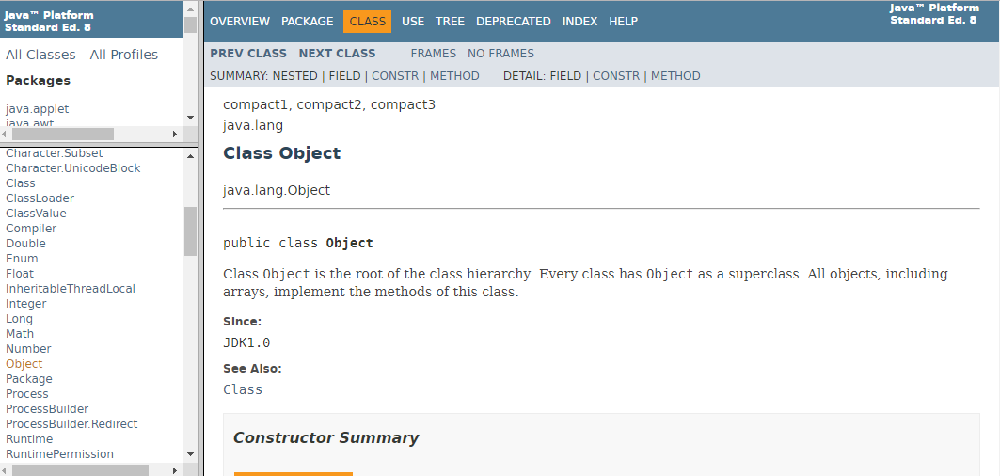 Java™ Platform
Standard Ed. 8
All Classes All Profiles
Packages
java.applet
java.awt
Character.Subset
Character.UnicodeBlock
Class
ClassLoader
ClassValue
Compiler
Double
Enum
Float
InheritableThreadLocal
Integer
Long
Math
Number
Object
Package
Process
ProcessBuilder
ProcessBuilder.Redirect
Runtime
RuntimePermission
OVERVIEW PACKAGE CLASS USE TREE DEPRECATED INDEX HELP
Java™ Platform
Standard Ed. 8
PREV CLASS NEXT CLASS FRAMES NO FRAMES
SUMMARY: NESTED | FIELD | CONSTR | METHOD DETAIL: FIELD | CONSTR | METHOD
compact1, compact2, compact3
java.lang
Class Object
java.lang.Object
public class Object
Class Object is the root of the class hierarchy. Every class has Object as a superclass. All objects, including
arrays, implement the methods of this class.
Since:
JDK1.0
See Also:
Class
Constructor Summary